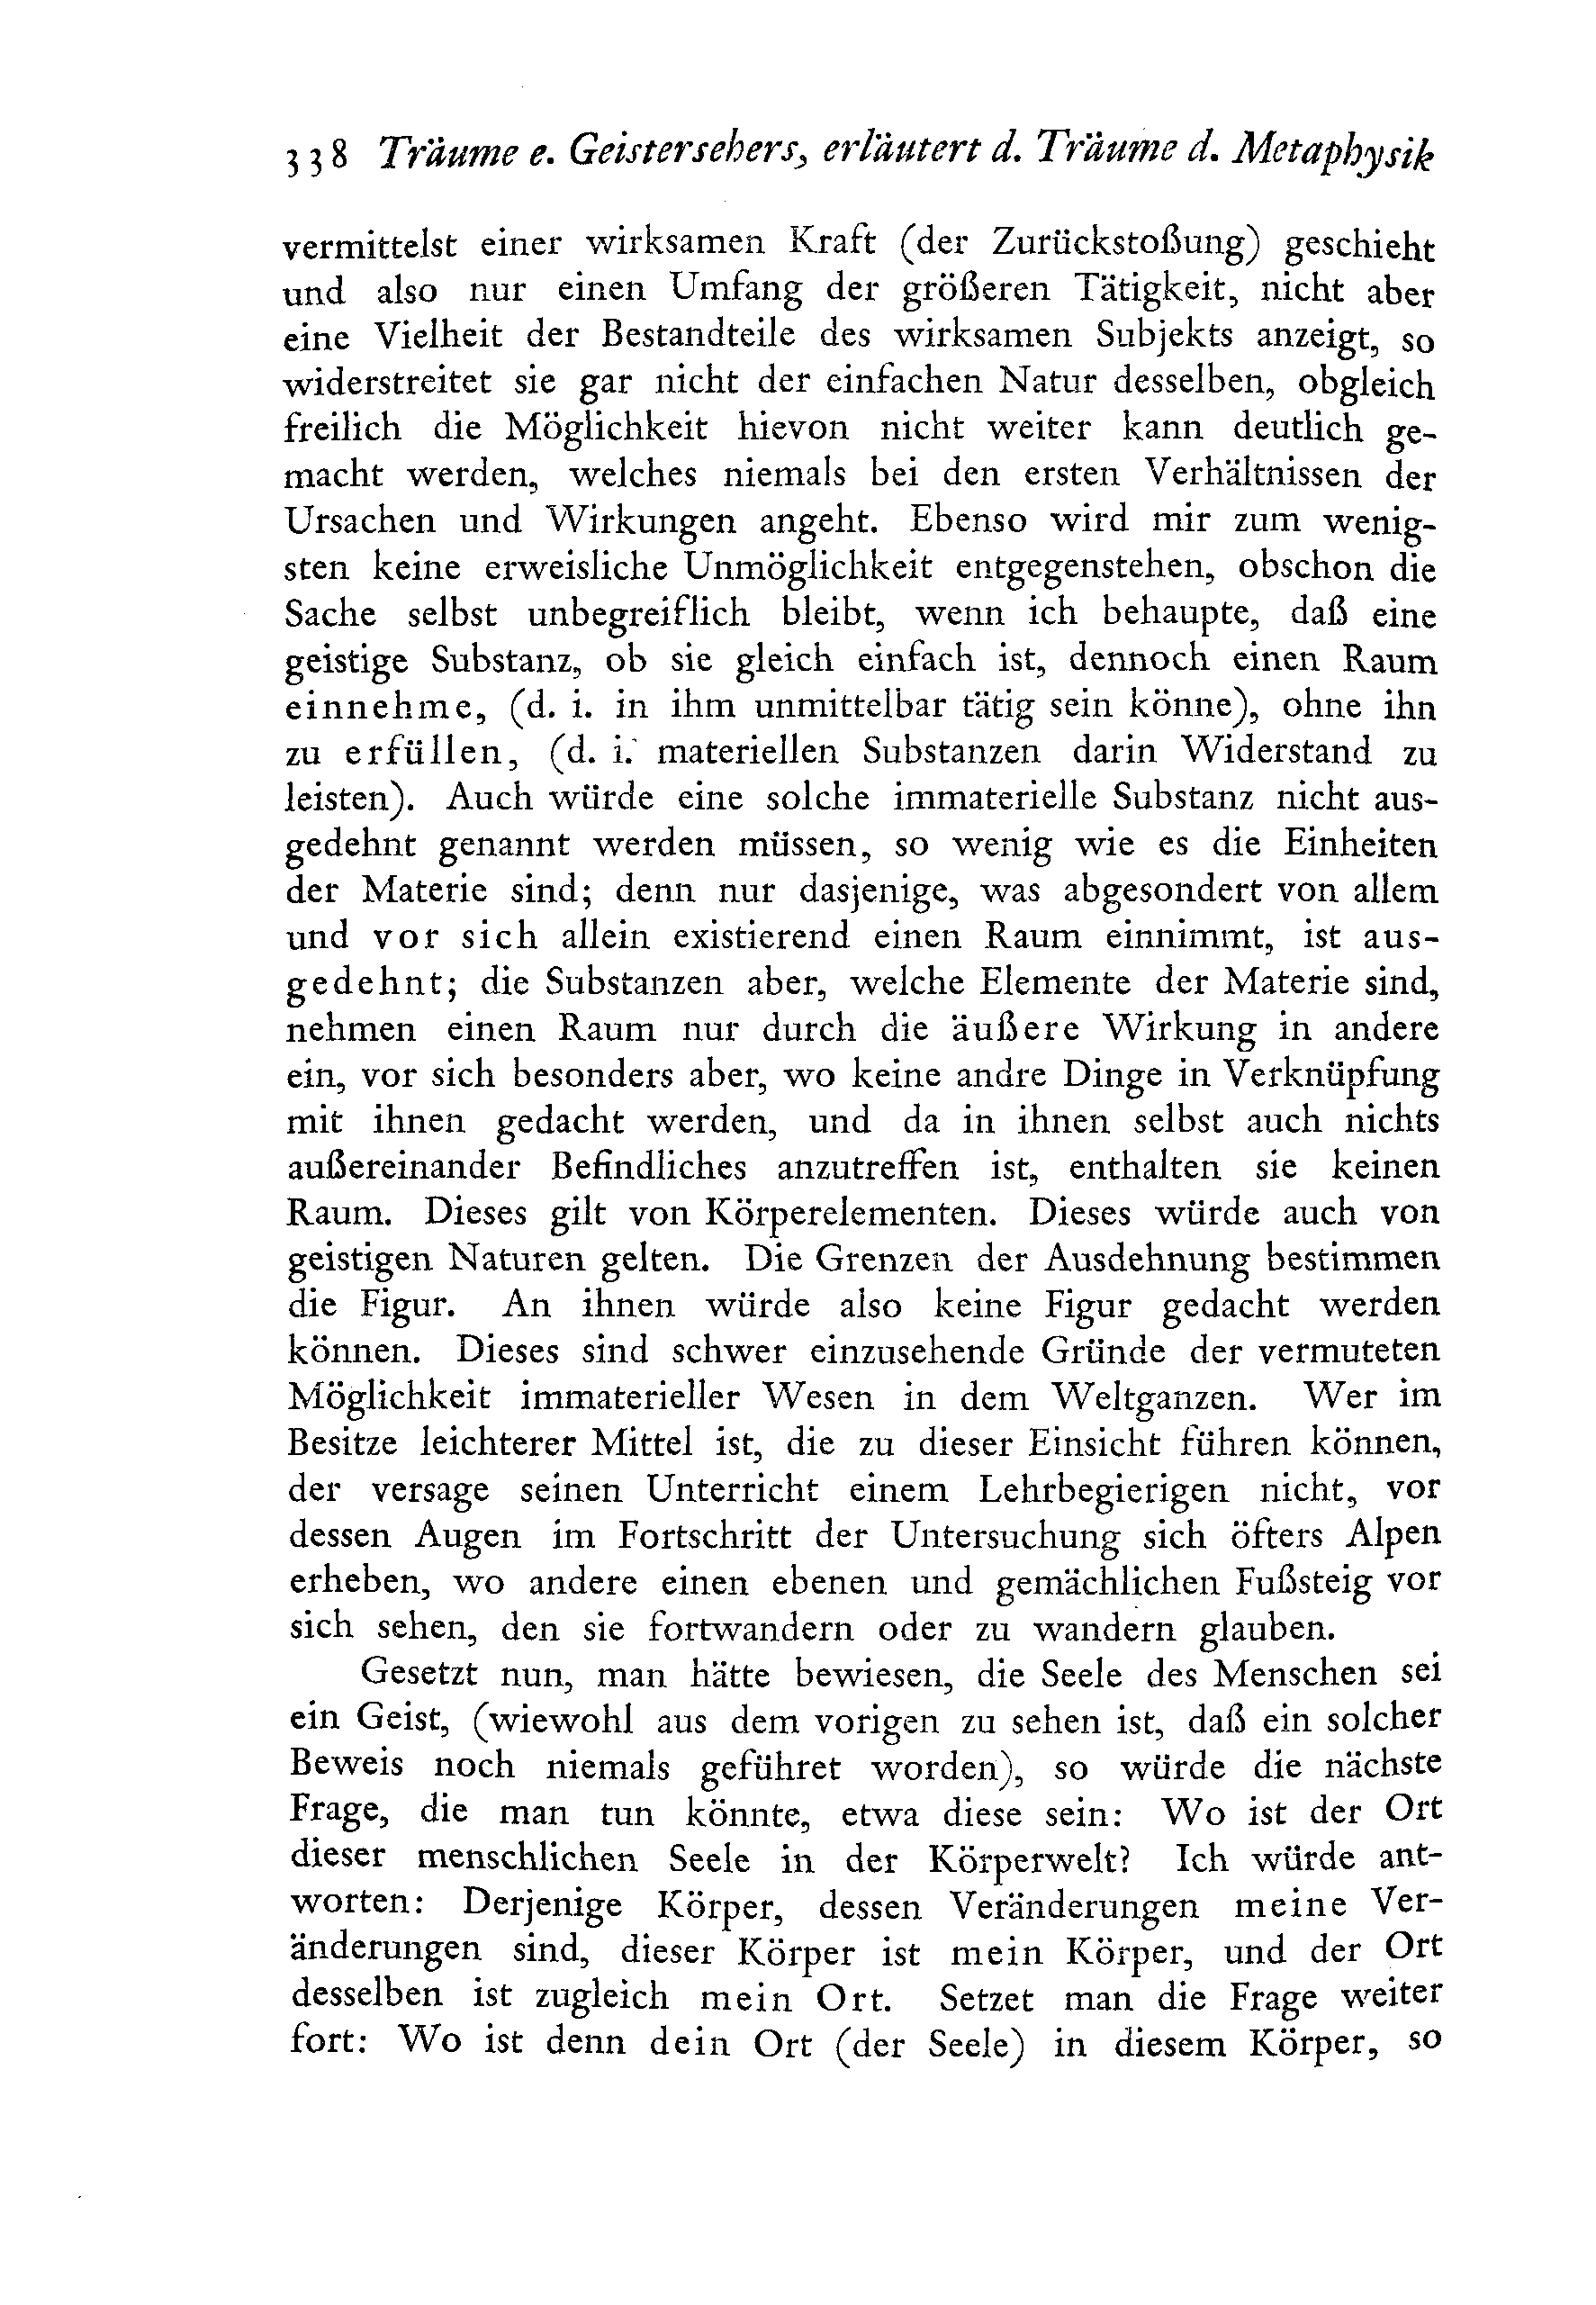 338 Träume e. Geistersehers, erläutert d. Träume d. Metaphysik
vermittelst einer wirksamen Kraft (der Zurückstoßung) geschieht
und also nur einen Umfang der größeren Tätigkeit, nicht aber
eine Vielheit der Bestandteile des wirksamen Subjekts anzeigt, so
widerstreitet sie gar nicht der einfachen Natur desselben, obgleich
freilich die Möglichkeit hievon nicht weiter kann deutlich ge-
macht werden, welches niemals bei den ersten Verhältnissen der
Ursachen und Wirkungen angeht. Ebenso wird mir zum wenig-
sten keine erweisliche Unmöglichkeit entgegenstehen, obschon die
Sache selbst unbegreiflich bleibt, wenn ich behaupte, daß eine
geistige Substanz, ob sie gleich einfach ist, dennoch einen Raum
einnehme, (d. i. in ihm unmittelbar tätig sein könne), ohne ihn
zu erfüllen, (d. i. materiellen Substanzen darin Widerstand zu
leisten). Auch würde eine solche immaterielle Substanz nicht aus-
gedehnt genannt werden müssen, so wenig wie es die Einheiten
der Materie sind; denn nur dasjenige, was abgesondert von allem
und vor sich allein existierend einen Raum einnimmt, ist aus-
gedehnt; die Substanzen aber, welche Elemente der Materie sind,
nehmen einen Raum nur durch die äußere Wirkung in andere
ein, vor sich besonders aber, wo keine andre Dinge in Verknüpfung
mit ihnen gedacht werden, und da in ihnen selbst auch nichts
außereinander Befindliches anzutreffen ist, enthalten sie keinen
Raum. Dieses gilt von Körperelementen. Dieses würde auch von
geistigen Naturen gelten. Die Grenzen der Ausdehnung bestimmen
die Figur. An ihnen würde also keine Figur gedacht werden
können. Dieses sind schwer einzusehende Gründe der vermuteten
Möglichkeit immaterieller Wesen in dem Weltganzen. Wer im
Besitze leichterer Mittel ist, die zu dieser Einsicht führen können,
der versage seinen Unterricht einem Lehrbegierigen nicht, vor
dessen Augen im Fortschritt der Untersuchung sich öfters Alpen
erheben, wo andere einen ebenen und gemächlichen Fußsteig vor
sich sehen, den sie fortwandern oder zu wandern glauben.
Gesetzt nun, man hätte bewiesen, die Seele des Menschen sei
ein Geist, (wiewohl aus dem vorigen zu sehen ist, daß ein solcher
Beweis noch niemals geführet worden), so würde die nächste
Frage, die man tun könnte, etwa diese sein: Wo ist der Ort
dieser menschlichen Seele in der Körperwelt? Ich würde ant-
worten: Derjenige Körper, dessen Veränderungen meine Ver-
änderungen sind, dieser Körper ist mein Körper, und der Ort
desselben ist zugleich mein Ort. Setzet man die Frage weiter
fort: Wo ist denn dein Ort (der Seele) in diesem Körper, so